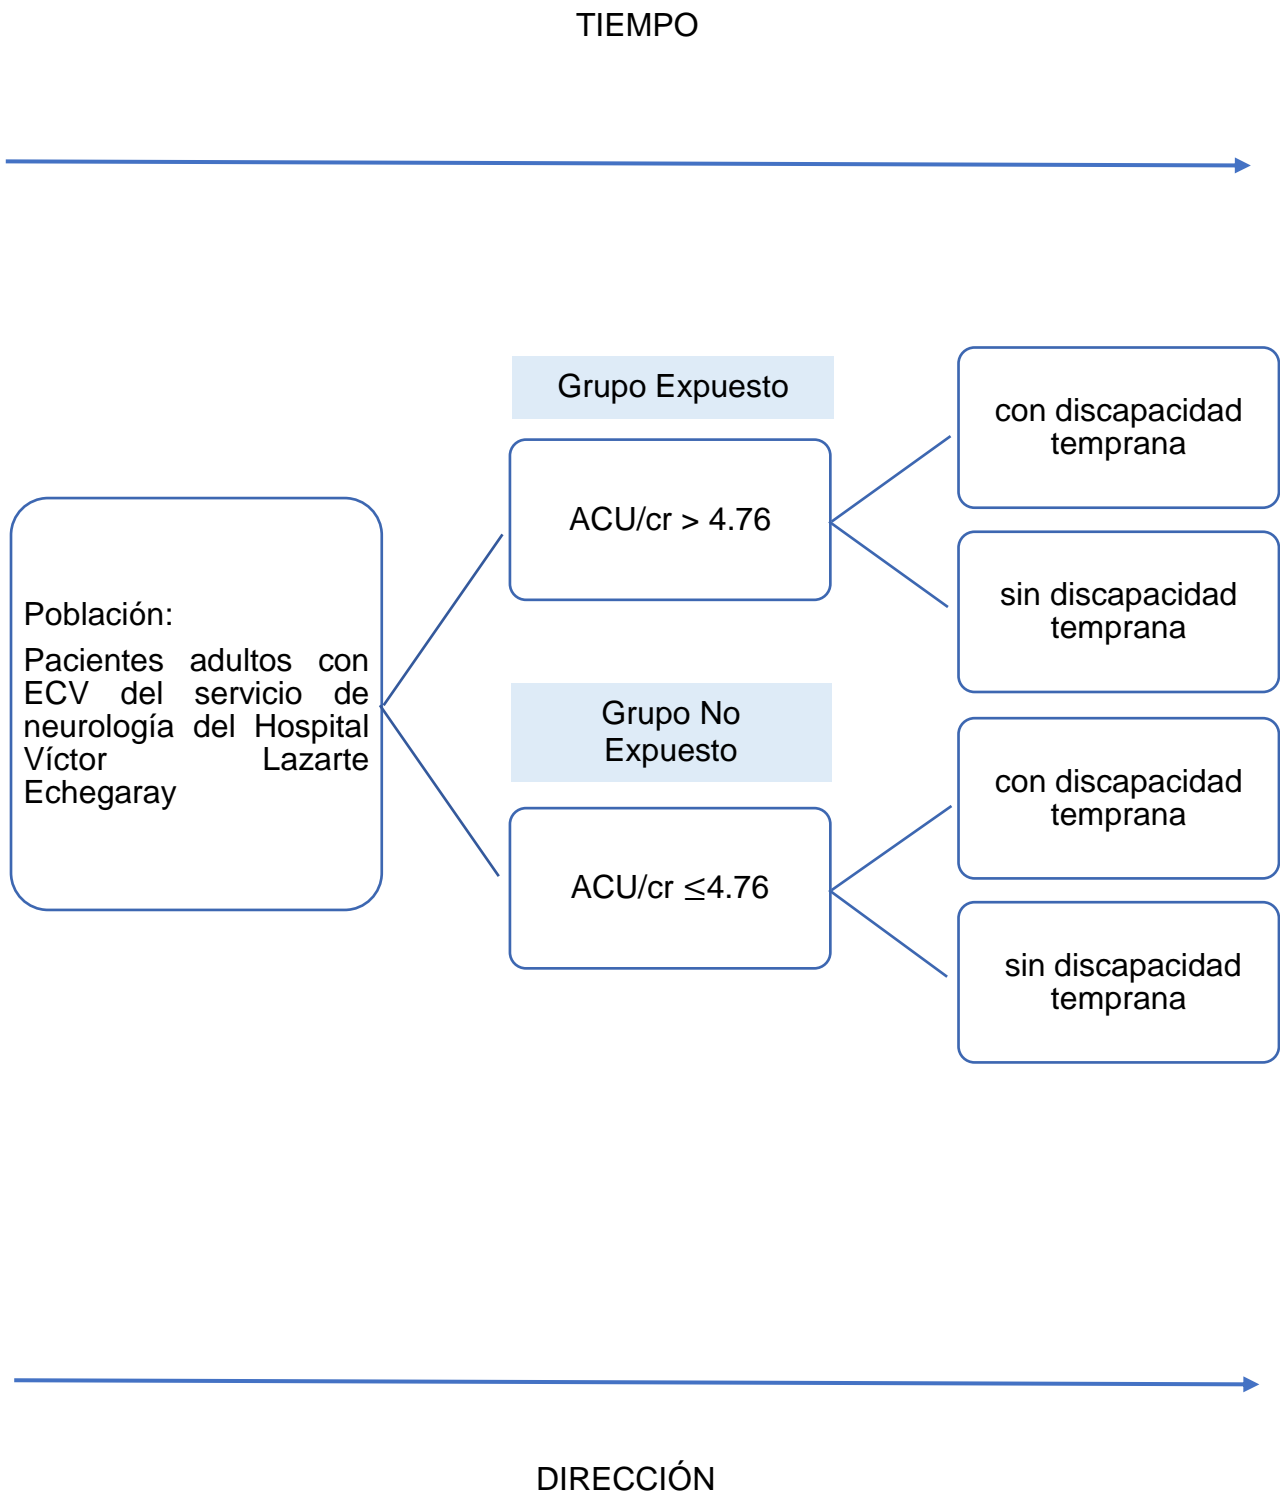 TIEMPO
Grupo Expuesto
con discapacidad
temprana
ACU/cr > 4.76
sin discapacidad
temprana
Población:
Pacientes adultos con
ECV del servicio de
neurología del Hospital
Víctor Lazarte
Echegaray
Grupo No
Expuesto
con discapacidad
temprana
ACU/cr ≤4.76
sin discapacidad
temprana
DIRECCIÓN